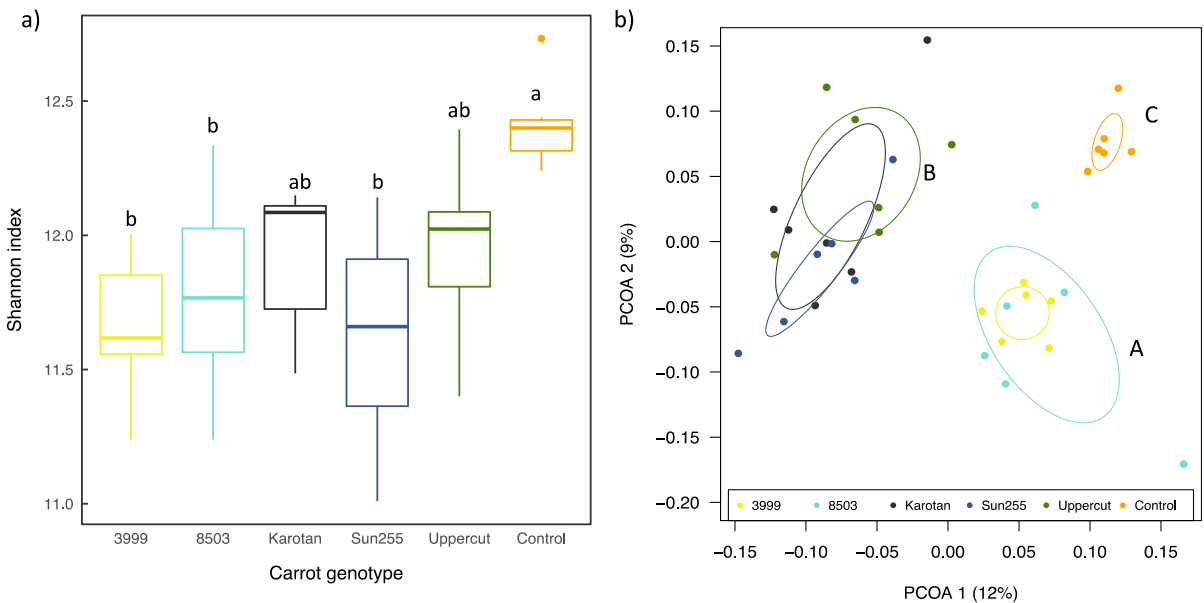 a)
Shannon index
12.5
12.0
11.5
11.0
b
b
ab
b
ab
a
3999 8503 Karotan Sun255 Uppercut Control
Carrot genotype
b)
PCOA 2 (9%)
0.15
0.10
0.05
0.00
−0.05
−0.10
−0.15
−0.20
C
B
A
3999 8503 Karotan Sun255 Uppercut Control
−0.15 −0.10 −0.05 0.00 0.05 0.10 0.15
PCOA 1 (12%)